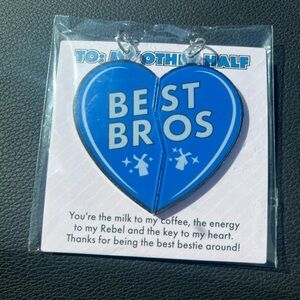 TO: MY OTHER HALF
BEST
BROS
You're the milk to my coffee, the energy
to my Rebel and the key to my heart.
Thanks for being the best bestie around!